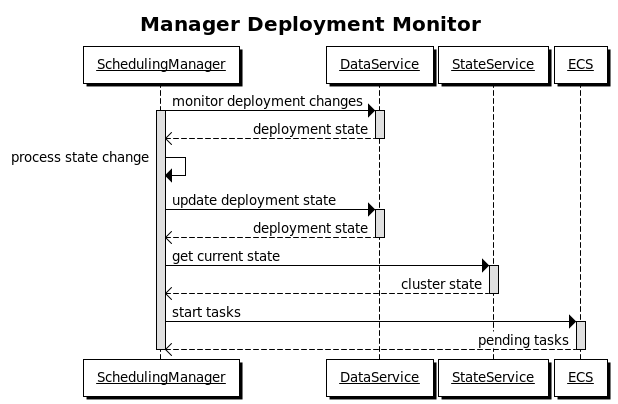 Manager Deployment Monitor
SchedulingManager DataService StateService ECS
monitor deployment changes
deployment state
process state change
update deployment state
deployment state
get current state
cluster state
start tasks
pending tasks
SchedulingManager DataService StateService ECS